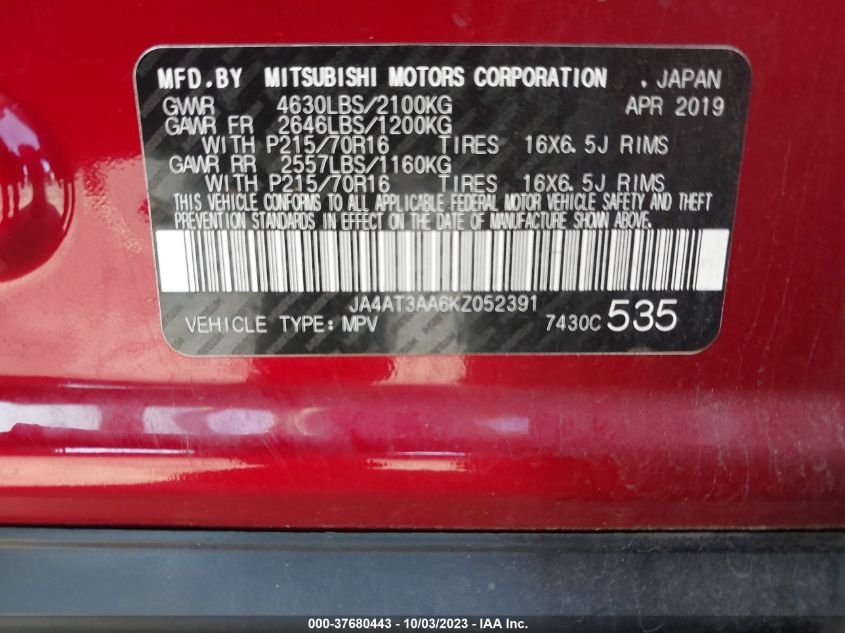 MFD.BY MITSUBISHI MOTORS CORPORATION . JAPAN
GVWR 4630LBS/2100KG APR 2019
GAWR FR 2646LBS/1200KG
WITH P215/70R16 TIRES 16X6.5J RIMS
GAWR RR 2557LBS/1160KG
WITH P215/70R16 TIRES 16X6.5J RIMS
THIS VEHICLE CONFORMS TO ALL APPLICABLE FEDERAL MOTOR VEHICLE SAFETY AND THEFT
PREVENTION STANDARDS IN EFFECT ON THE DATE OF MANUFACTURE SHOWN ABOVE.
JA4AT3AA6KZ052391
VEHICLE TYPE:MPV 7430C 535
000-37680443 - 10/03/2023 - IAA Inc.